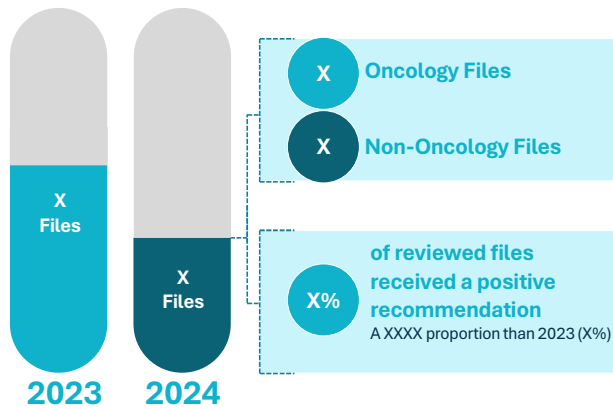 X
Files
2023
X
Files
2024
X
Oncology Files
X
Non-Oncology Files
X%
of reviewed files
received a positive
recommendation
A XXXX proportion than 2023 (X%)